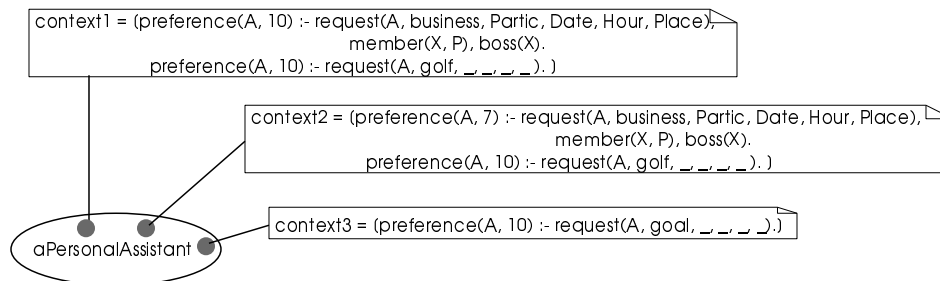 context1 = [preference(A, 10) :- request(A, business, Partic, Date, Hour, Place),
member(X, P), boss(X).
preference(A, 10) :- request(A, golf, _, _, _, _ ). ]
context2 = [preference(A, 7) :- request(A, business, Partic, Date, Hour, Place),
member(X, P), boss(X).
preference(A, 10) :- request(A, golf, _, _, _, _ ). ]
context3 = [preference(A, 10) :- request(A, goal, _, _, _, _).]
aPersonalAssistant